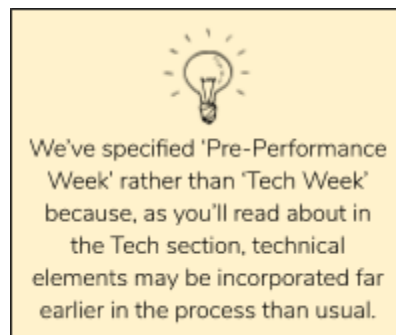 We've specified 'Pre-Performance
Week' rather than 'Tech Week'
because, as you'll read about in
the Tech section, technical
elements may be incorporated far
earlier in the process than usual.